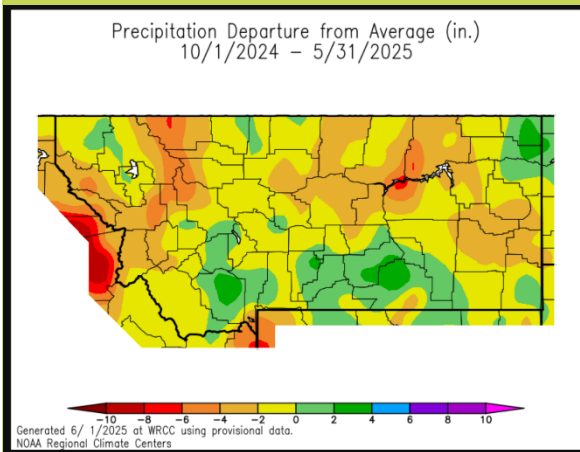 Precipitation Departure from Average (in.)
10/1/2024 – 5/31/2025
-10 -8 -6 -4 -2 0 2 4 6 8 10
Generated 6/ 1/2025 at WRCC using provisional data.
NOAA Regional Climate Centers